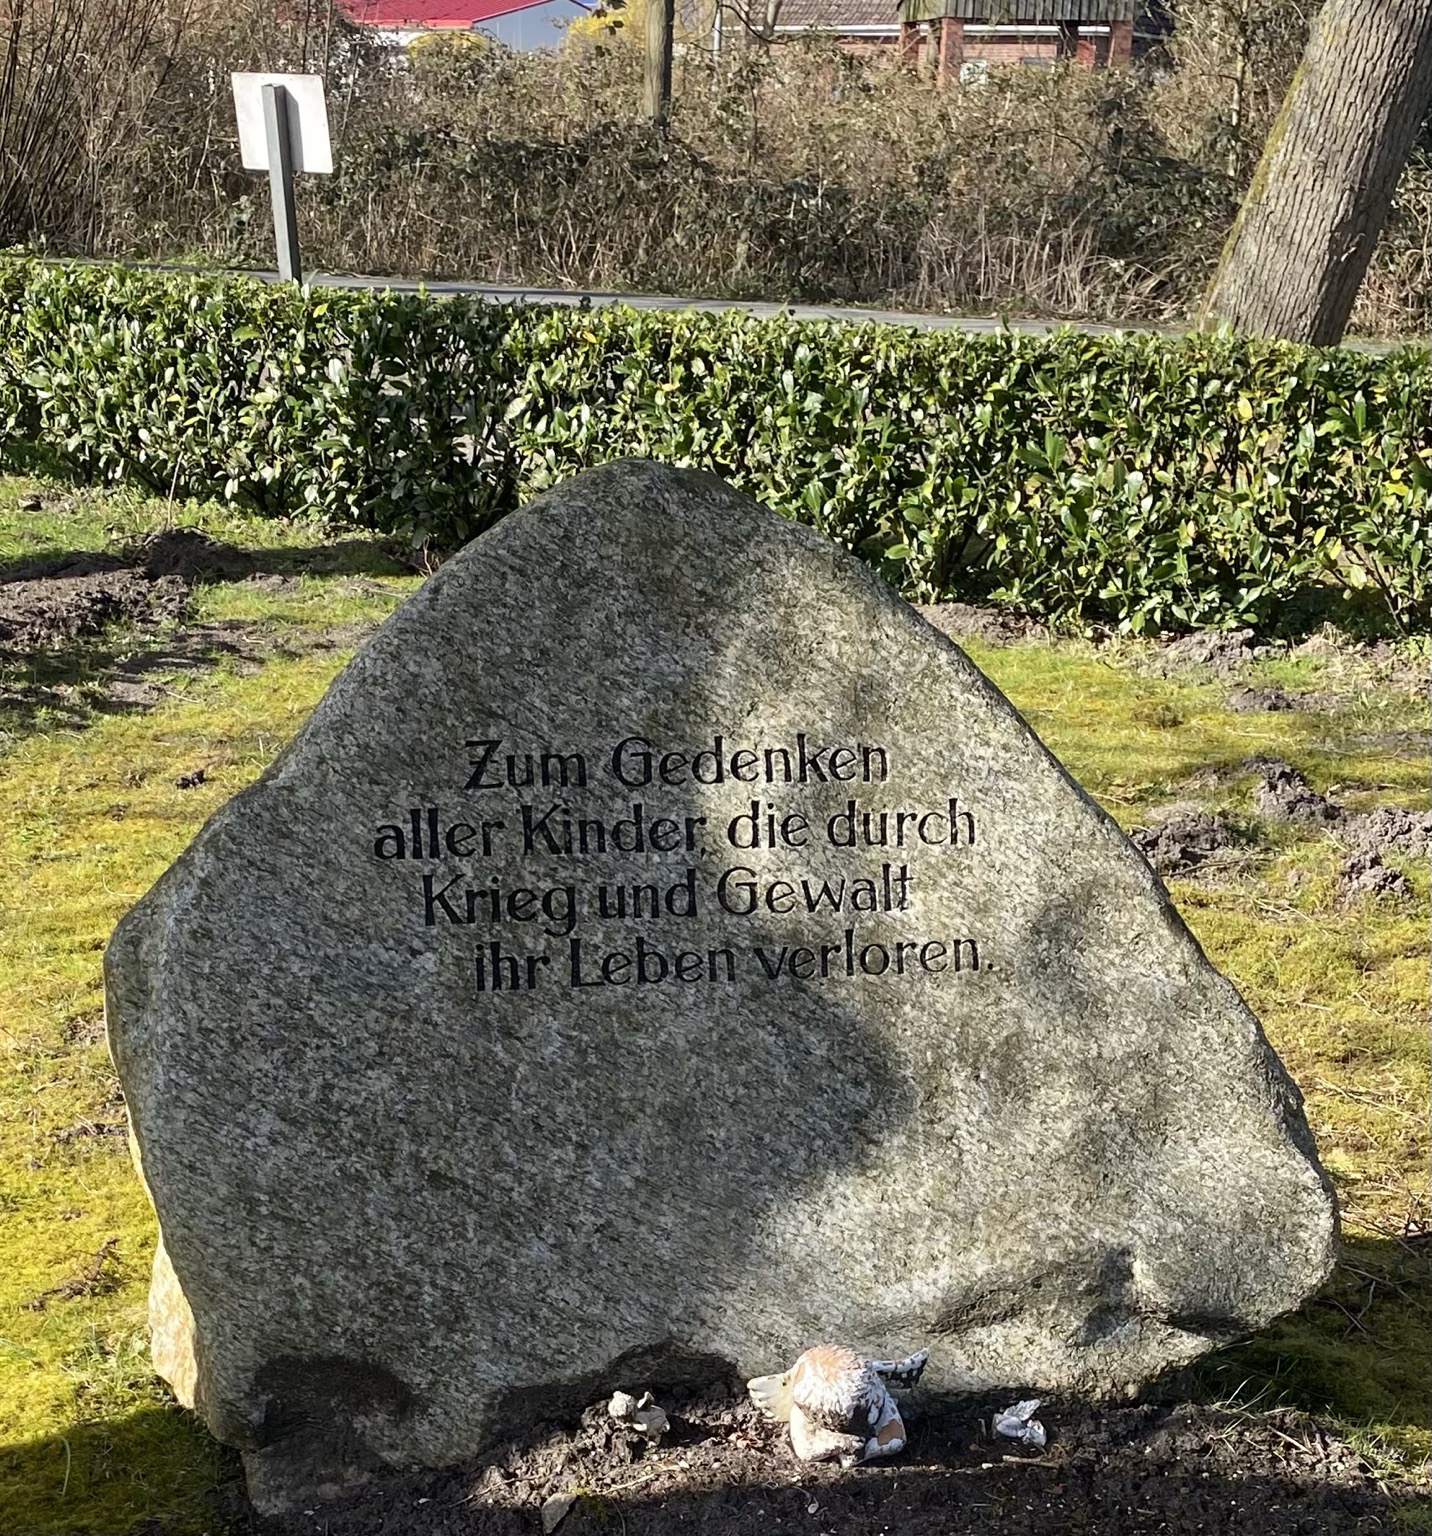 Zum Gedenken
aller Kinder, die durch
Krieg und Gewalt
ihr Leben verloren.